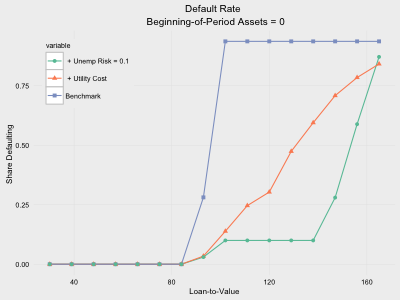 Default Rate
Beginning-of-Period Assets = 0
variable
+ Unemp Risk = 0.1
+ Utility Cost
Benchmark
Share Defaulting
0.75
0.50
0.25
0.00
40
80
120
160
Loan-to-Value